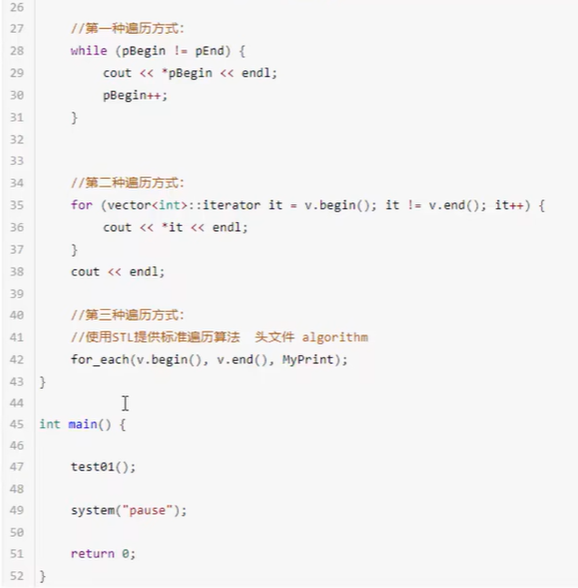 26
27 //第一种遍历方式:
28 while (pBegin != pEnd) {
29 cout << *pBegin << endl;
30 pBegin++;
31 }
32
33
34 //第二种遍历方式:
35 for (vector<int>::iterator it = v.begin(); it != v.end(); it++) {
36 cout << *it << endl;
37 }
38 cout << endl;
39
40 //第三种遍历方式:
41 //使用STL提供标准遍历算法 头文件 algorithm
42 for_each(v.begin(), v.end(), MyPrint);
43 }
44
45 int main() {
46
47 test01();
48
49 system("pause");
50
51 return 0;
52 }